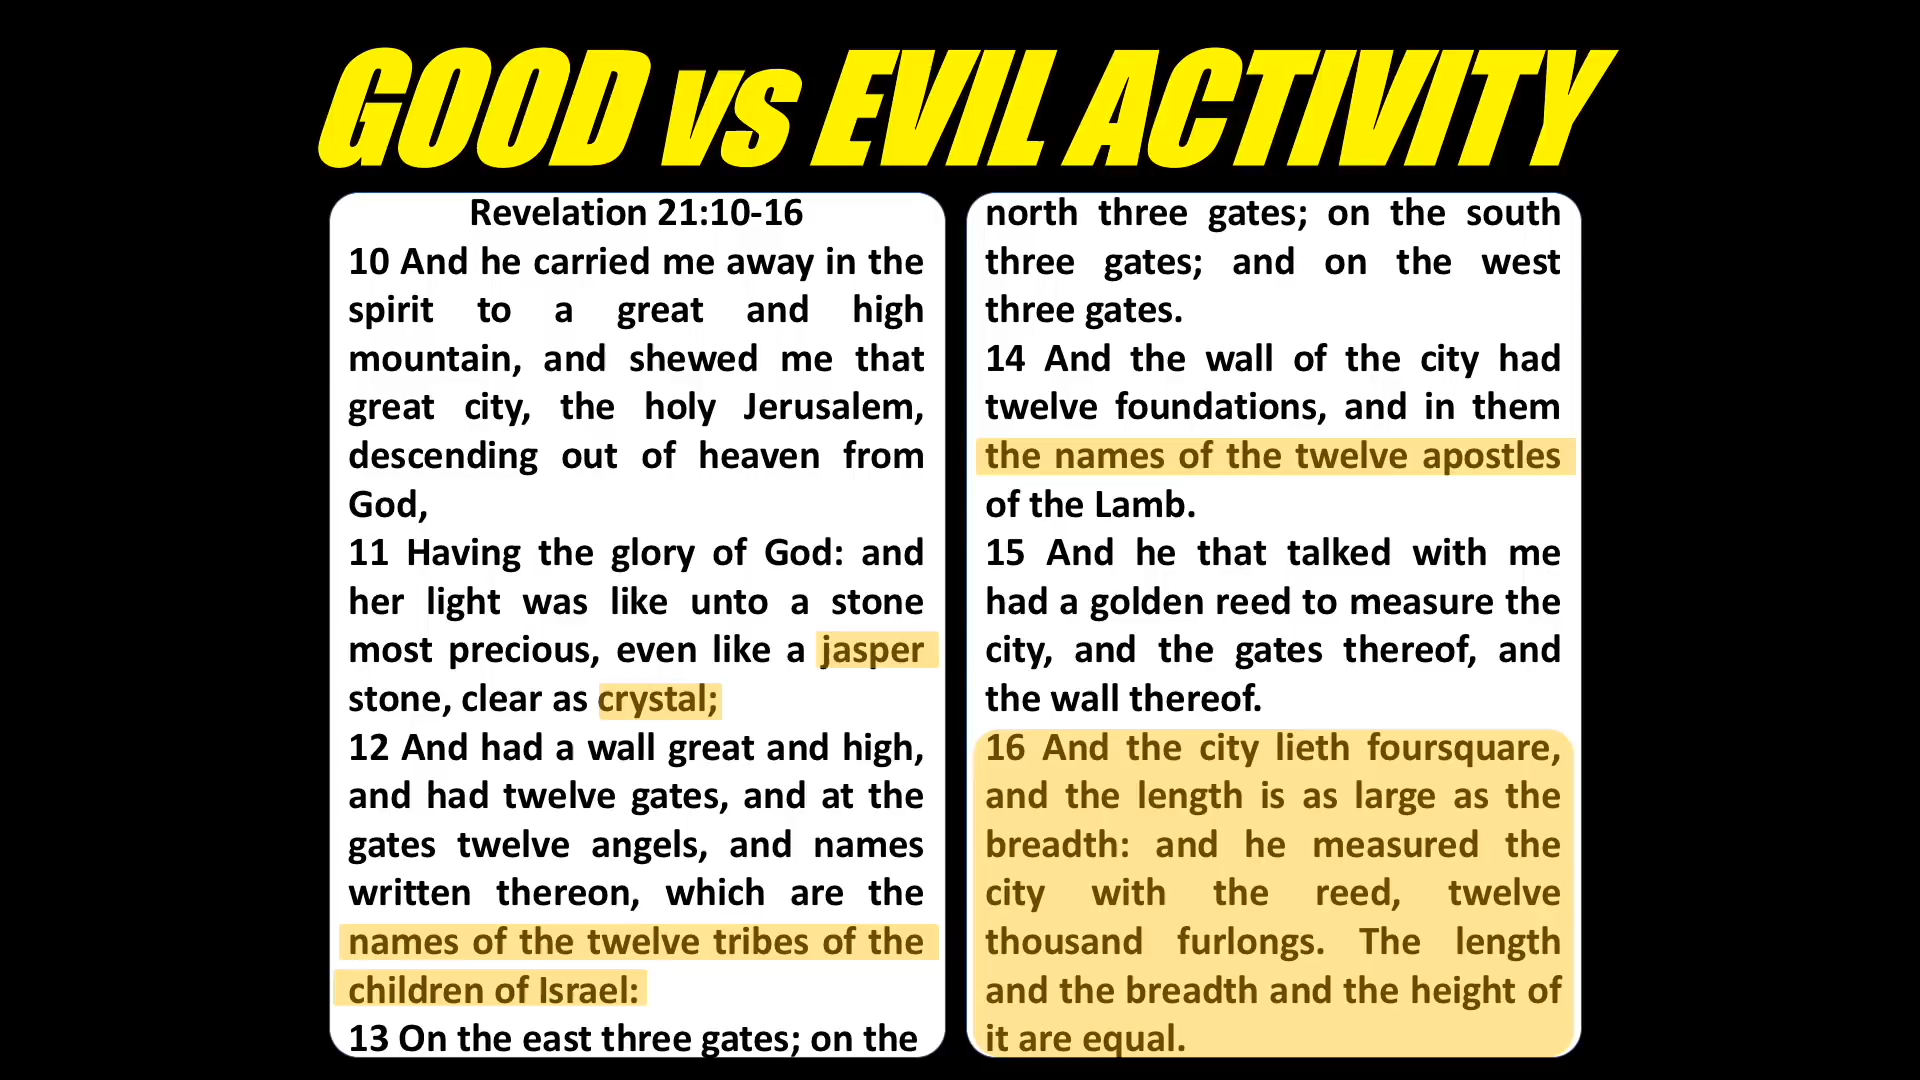 GOOD vs EVIL ACTIVITY
Revelation 21:10-16
10 And he carried me away in the
spirit to a great and high
mountain, and shewed me that
great city, the holy Jerusalem,
descending out of heaven from
God,
11 Having the glory of God: and
her light was like unto a stone
most precious, even like a jasper
stone, clear as crystal;
12 And had a wall great and high,
and had twelve gates, and at the
gates twelve angels, and names
written thereon, which are the
names of the twelve tribes of the
children of Israel:
13 On the east three gates; on the
north three gates; on the south
three gates; and on the west
three gates.
14 And the wall of the city had
twelve foundations, and in them
the names of the twelve apostles
of the Lamb.
15 And he that talked with me
had a golden reed to measure the
city, and the gates thereof, and
the wall thereof.
16 And the city lieth foursquare,
and the length is as large as the
breadth: and he measured the
city with the reed, twelve
thousand furlongs. The length
and the breadth and the height of
it are equal.